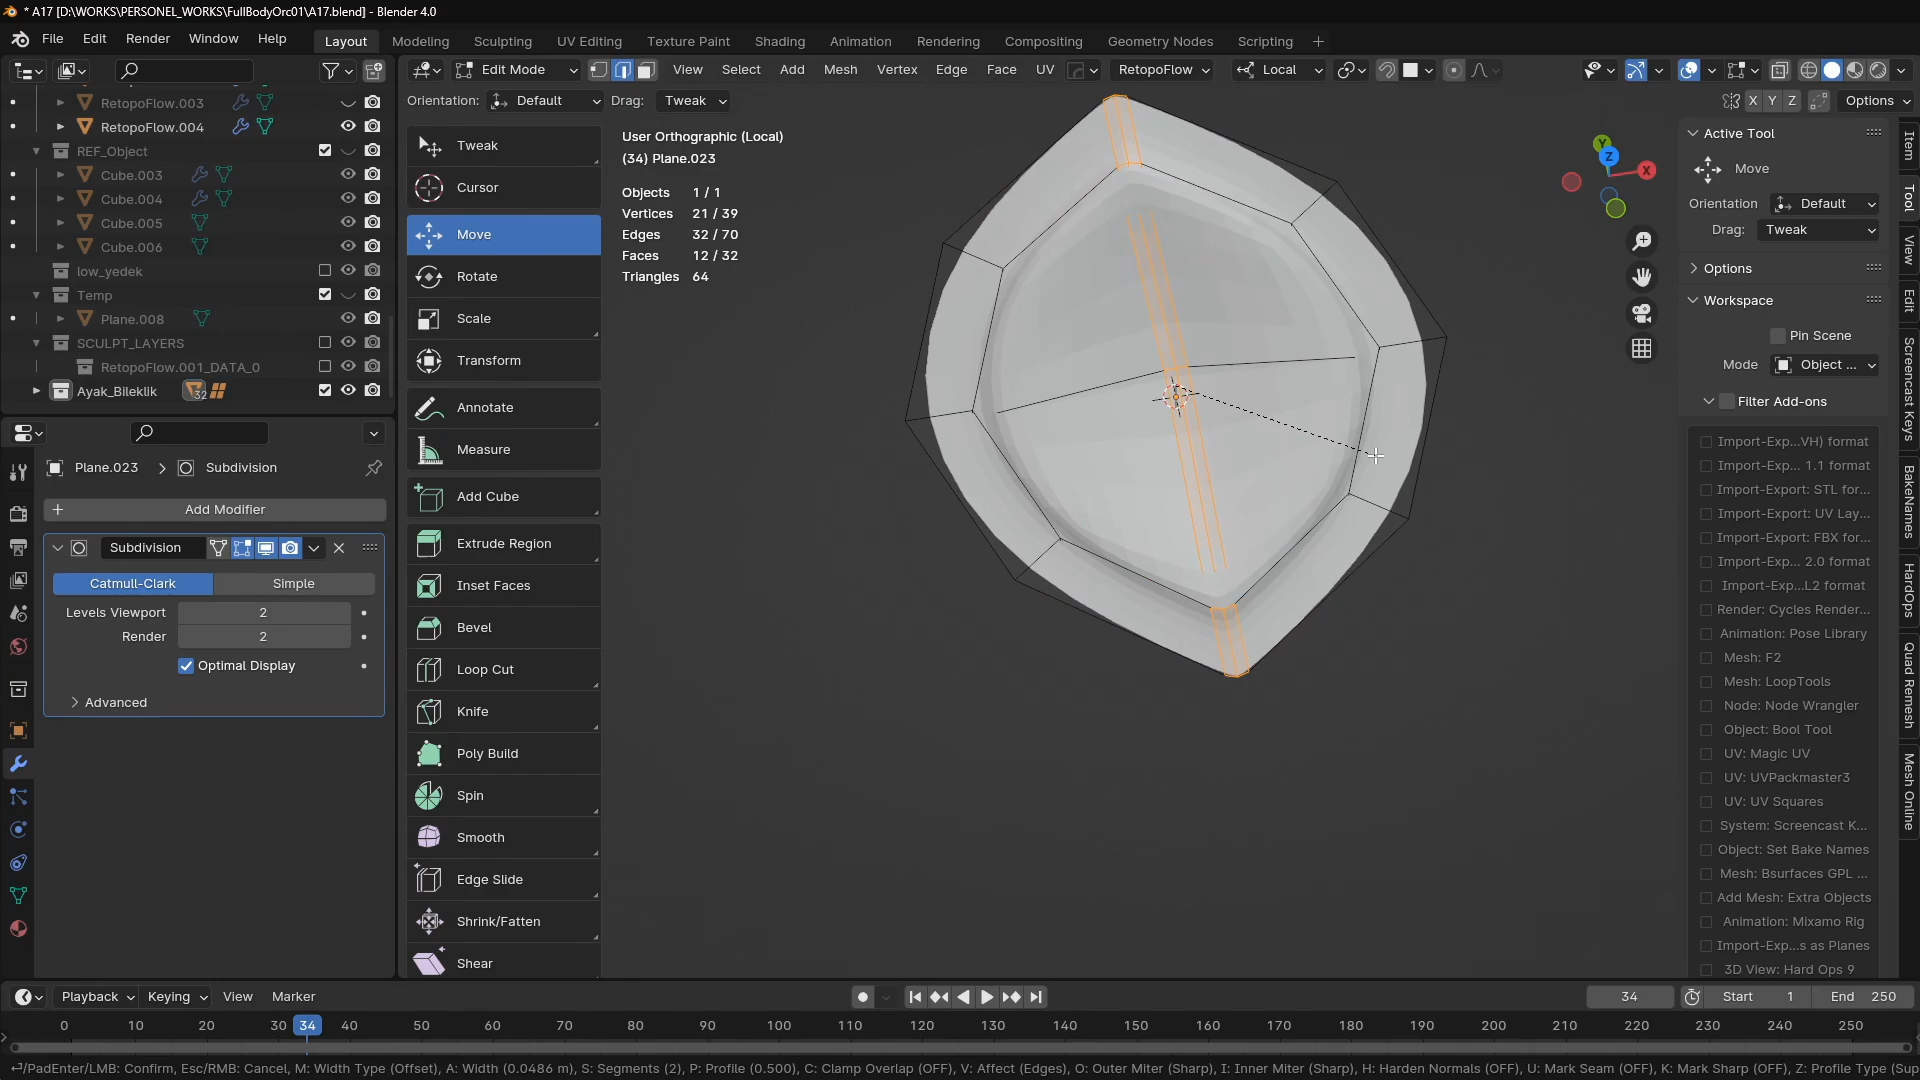 * A17 [D:\WORKS\PERSONEL_WORKS\FullBodyOrc01\A17.blend] - Blender 4.0
File Edit Render Window Help
Layout Modeling Sculpting UV Editing Texture Paint Shading Animation Rendering Compositing Geometry Nodes Scripting +
Edit Mode View Select Add Mesh Vertex Edge Face UV RetopoFlow Local
Orientation: Default Drag: Tweak
X Y Z Options
RetopoFlow.003
RetopoFlow.004
REF_Object
Cube.003
Cube.004
Cube.005
Cube.006
low_yedek
Temp
Plane.008
SCULPT_LAYERS
RetopoFlow.001_DATA_0
Ayak_Bileklik 32
Plane.023 > Subdivision
+ Add Modifier
Subdivision
Catmull-Clark Simple
Levels Viewport 2
Render 2
Optimal Display
Advanced
Tweak
Cursor
Move
Rotate
Scale
Transform
Annotate
Measure
Add Cube
Extrude Region
Inset Faces
Bevel
Loop Cut
Knife
Poly Build
Spin
Smooth
Edge Slide
Shrink/Fatten
Shear
User Orthographic (Local)
(34) Plane.023
Objects 1 / 1
Vertices 21 / 39
Edges 32 / 70
Faces 12 / 32
Triangles 64
Y
Z
X
Active Tool
Move
Orientation Default
Drag: Tweak
Options
Workspace
Pin Scene
Mode Object ...
Filter Add-ons
Import-Exp...VH) format
Import-Exp... 1.1 format
Import-Export: STL for...
Import-Export: UV Lay...
Import-Export: FBX for...
Import-Exp... 2.0 format
Import-Exp...L2 format
Render: Cycles Render...
Animation: Pose Library
Mesh: F2
Mesh: LoopTools
Node: Node Wrangler
Object: Bool Tool
UV: Magic UV
UV: UVPackmaster3
UV: UV Squares
System: Screencast K...
Object: Set Bake Names
Mesh: Bsurfaces GPL ...
Add Mesh: Extra Objects
Animation: Mixamo Rig
Import-Exp...s as Planes
3D View: Hard Ops 9
Item
Tool
View
Edit
Screencast Keys
BakeNames
HardOps
Quad Remesh
Mesh Online
Playback Keying View Marker
34 Start 1 End 250
0 10 20 30 34 40 50 60 70 80 90 100 110 120 130 140 150 160 170 180 190 200 210 220 230 240 250
/PadEnter/LMB: Confirm, Esc/RMB: Cancel, M: Width Type (Offset), A: Width (0.0486 m), S: Segments (2), P: Profile (0.500), C: Clamp Overlap (OFF), V: Affect (Edges), O: Outer Miter (Sharp), I: Inner Miter (Sharp), H: Harden Normals (OFF), U: Mark Seam (OFF), K: Mark Sharp (OFF), Z: Profile Type (Sup